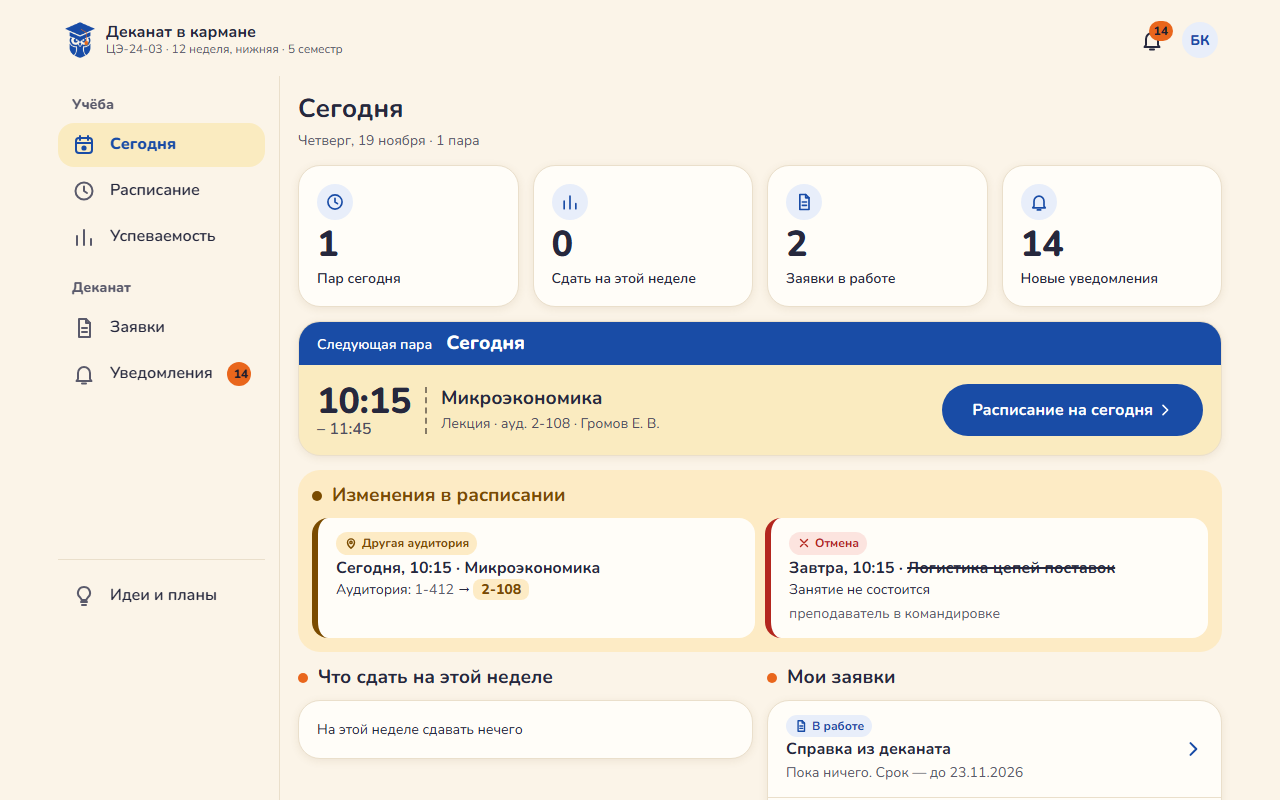 Деканат в кармане
ЦЭ-24-03 · 12 неделя, нижняя · 5 семестр
14
БК
Учёба
Сегодня
Расписание
Успеваемость
Деканат
Заявки
Уведомления 14
Идеи и планы
Сегодня
Четверг, 19 ноября · 1 пара
1
Пар сегодня
0
Сдать на этой неделе
2
Заявки в работе
14
Новые уведомления
Следующая пара Сегодня
10:15
– 11:45
Микроэкономика
Лекция · ауд. 2-108 · Громов Е. В.
Расписание на сегодня
Изменения в расписании
Другая аудитория
Сегодня, 10:15 · Микроэкономика
Аудитория: 1-412 → 2-108
Отмена
Завтра, 10:15 · Логистика цепей поставок
Занятие не состоится
преподаватель в командировке
Что сдать на этой неделе
На этой неделе сдавать нечего
Мои заявки
В работе
Справка из деканата
Пока ничего. Срок — до 23.11.2026